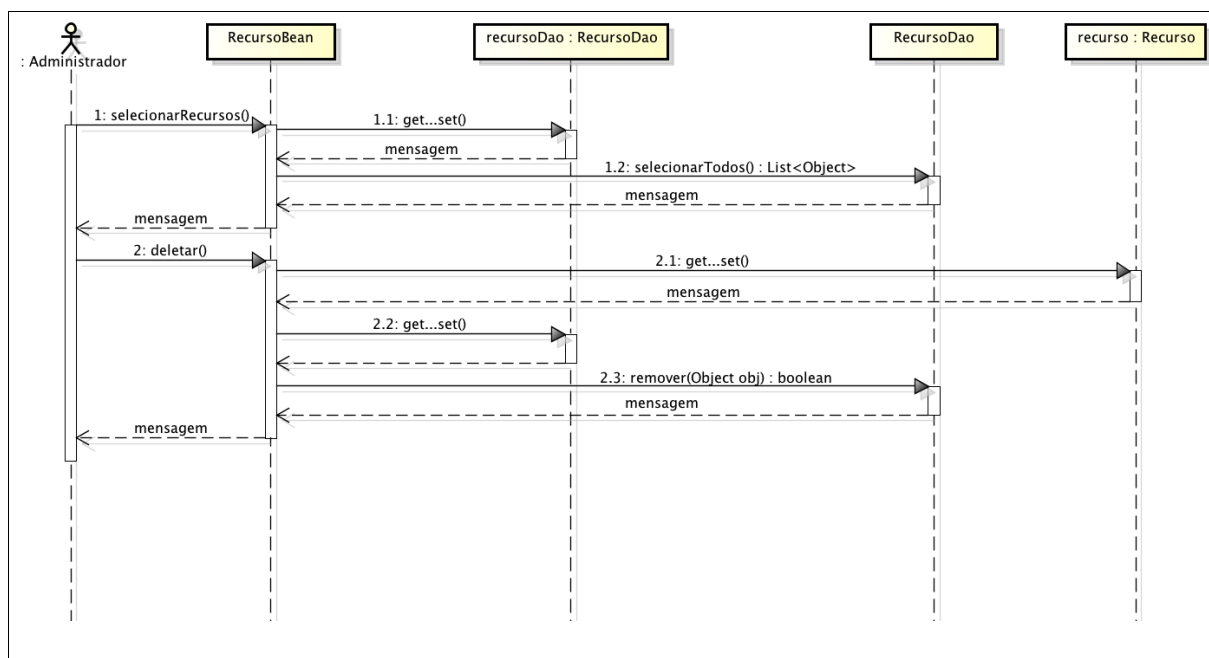 RecursoBean
recursoDao : RecursoDao
RecursoDao
recurso : Recurso
: Administrador
1: selecionarRecursos()
1.1: get...set()
mensagem
1.2: selecionarTodos() : List<Object>
mensagem
mensagem
2: deletar()
2.1: get...set()
mensagem
2.2: get...set()
2.3: remover(Object obj) : boolean
mensagem
mensagem